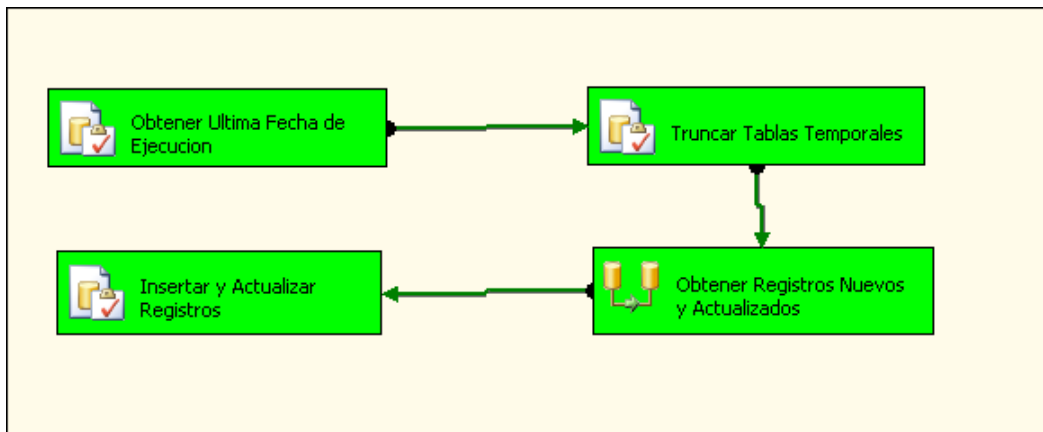 Obtener Ultima Fecha de
Ejecucion
Truncar Tablas Temporales
Obtener Registros Nuevos
y Actualizados
Insertar y Actualizar
Registros